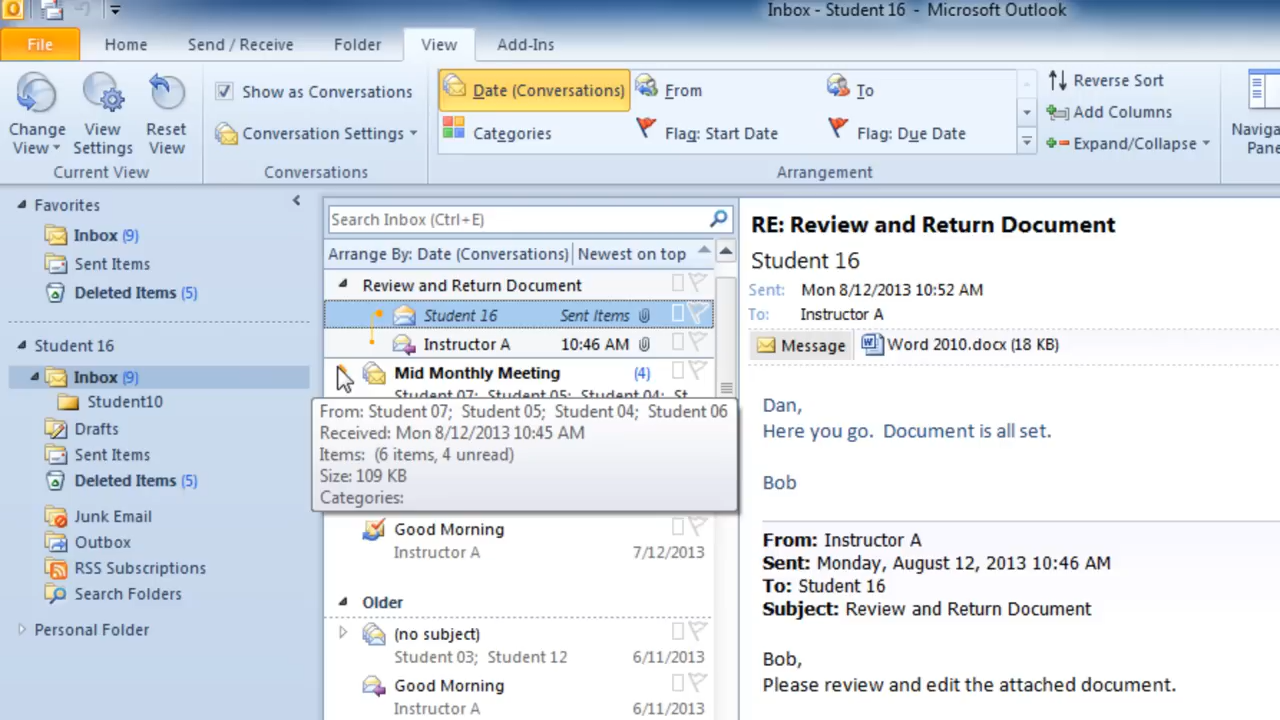 Inbox - Student 16 - Microsoft Outlook
File Home Send / Receive Folder View Add-Ins
Change View
View Settings
Reset View
Current View
Show as Conversations
Conversation Settings
Conversations
Date (Conversations) From To
Categories Flag: Start Date Flag: Due Date
Arrangement
Reverse Sort
Add Columns
Expand/Collapse
Favorites
Inbox (9)
Sent Items
Deleted Items (5)
Student 16
Inbox (9)
Student10
Drafts
Sent Items
Deleted Items (5)
Junk Email
Outbox
RSS Subscriptions
Search Folders
Personal Folder
Search Inbox (Ctrl+E)
Arrange By: Date (Conversations) Newest on top
Review and Return Document
Student 16 Sent Items
Instructor A 10:46 AM
Mid Monthly Meeting (4)
Student 07; Student 05; Student 04;
From: Student 07; Student 05; Student 04; Student 06
Received: Mon 8/12/2013 10:45 AM
Items: (6 items, 4 unread)
Size: 109 KB
Categories:
Good Morning
Instructor A 7/12/2013
Older
(no subject)
Student 03; Student 12 6/11/2013
Good Morning
Instructor A 6/11/2013
RE: Review and Return Document
Student 16
Sent: Mon 8/12/2013 10:52 AM
To: Instructor A
Message Word 2010.docx (18 KB)
Dan,
Here you go. Document is all set.
Bob
From: Instructor A
Sent: Monday, August 12, 2013 10:46 AM
To: Student 16
Subject: Review and Return Document
Bob,
Please review and edit the attached document.